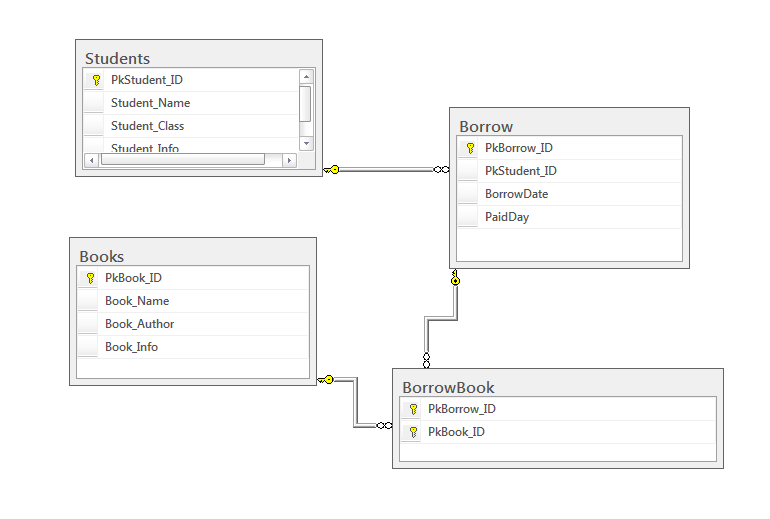 Students
PkStudent_ID
Student_Name
Student_Class
Student_Info
Borrow
PkBorrow_ID
PkStudent_ID
BorrowDate
PaidDay
Books
PkBook_ID
Book_Name
Book_Author
Book_Info
BorrowBook
PkBorrow_ID
PkBook_ID